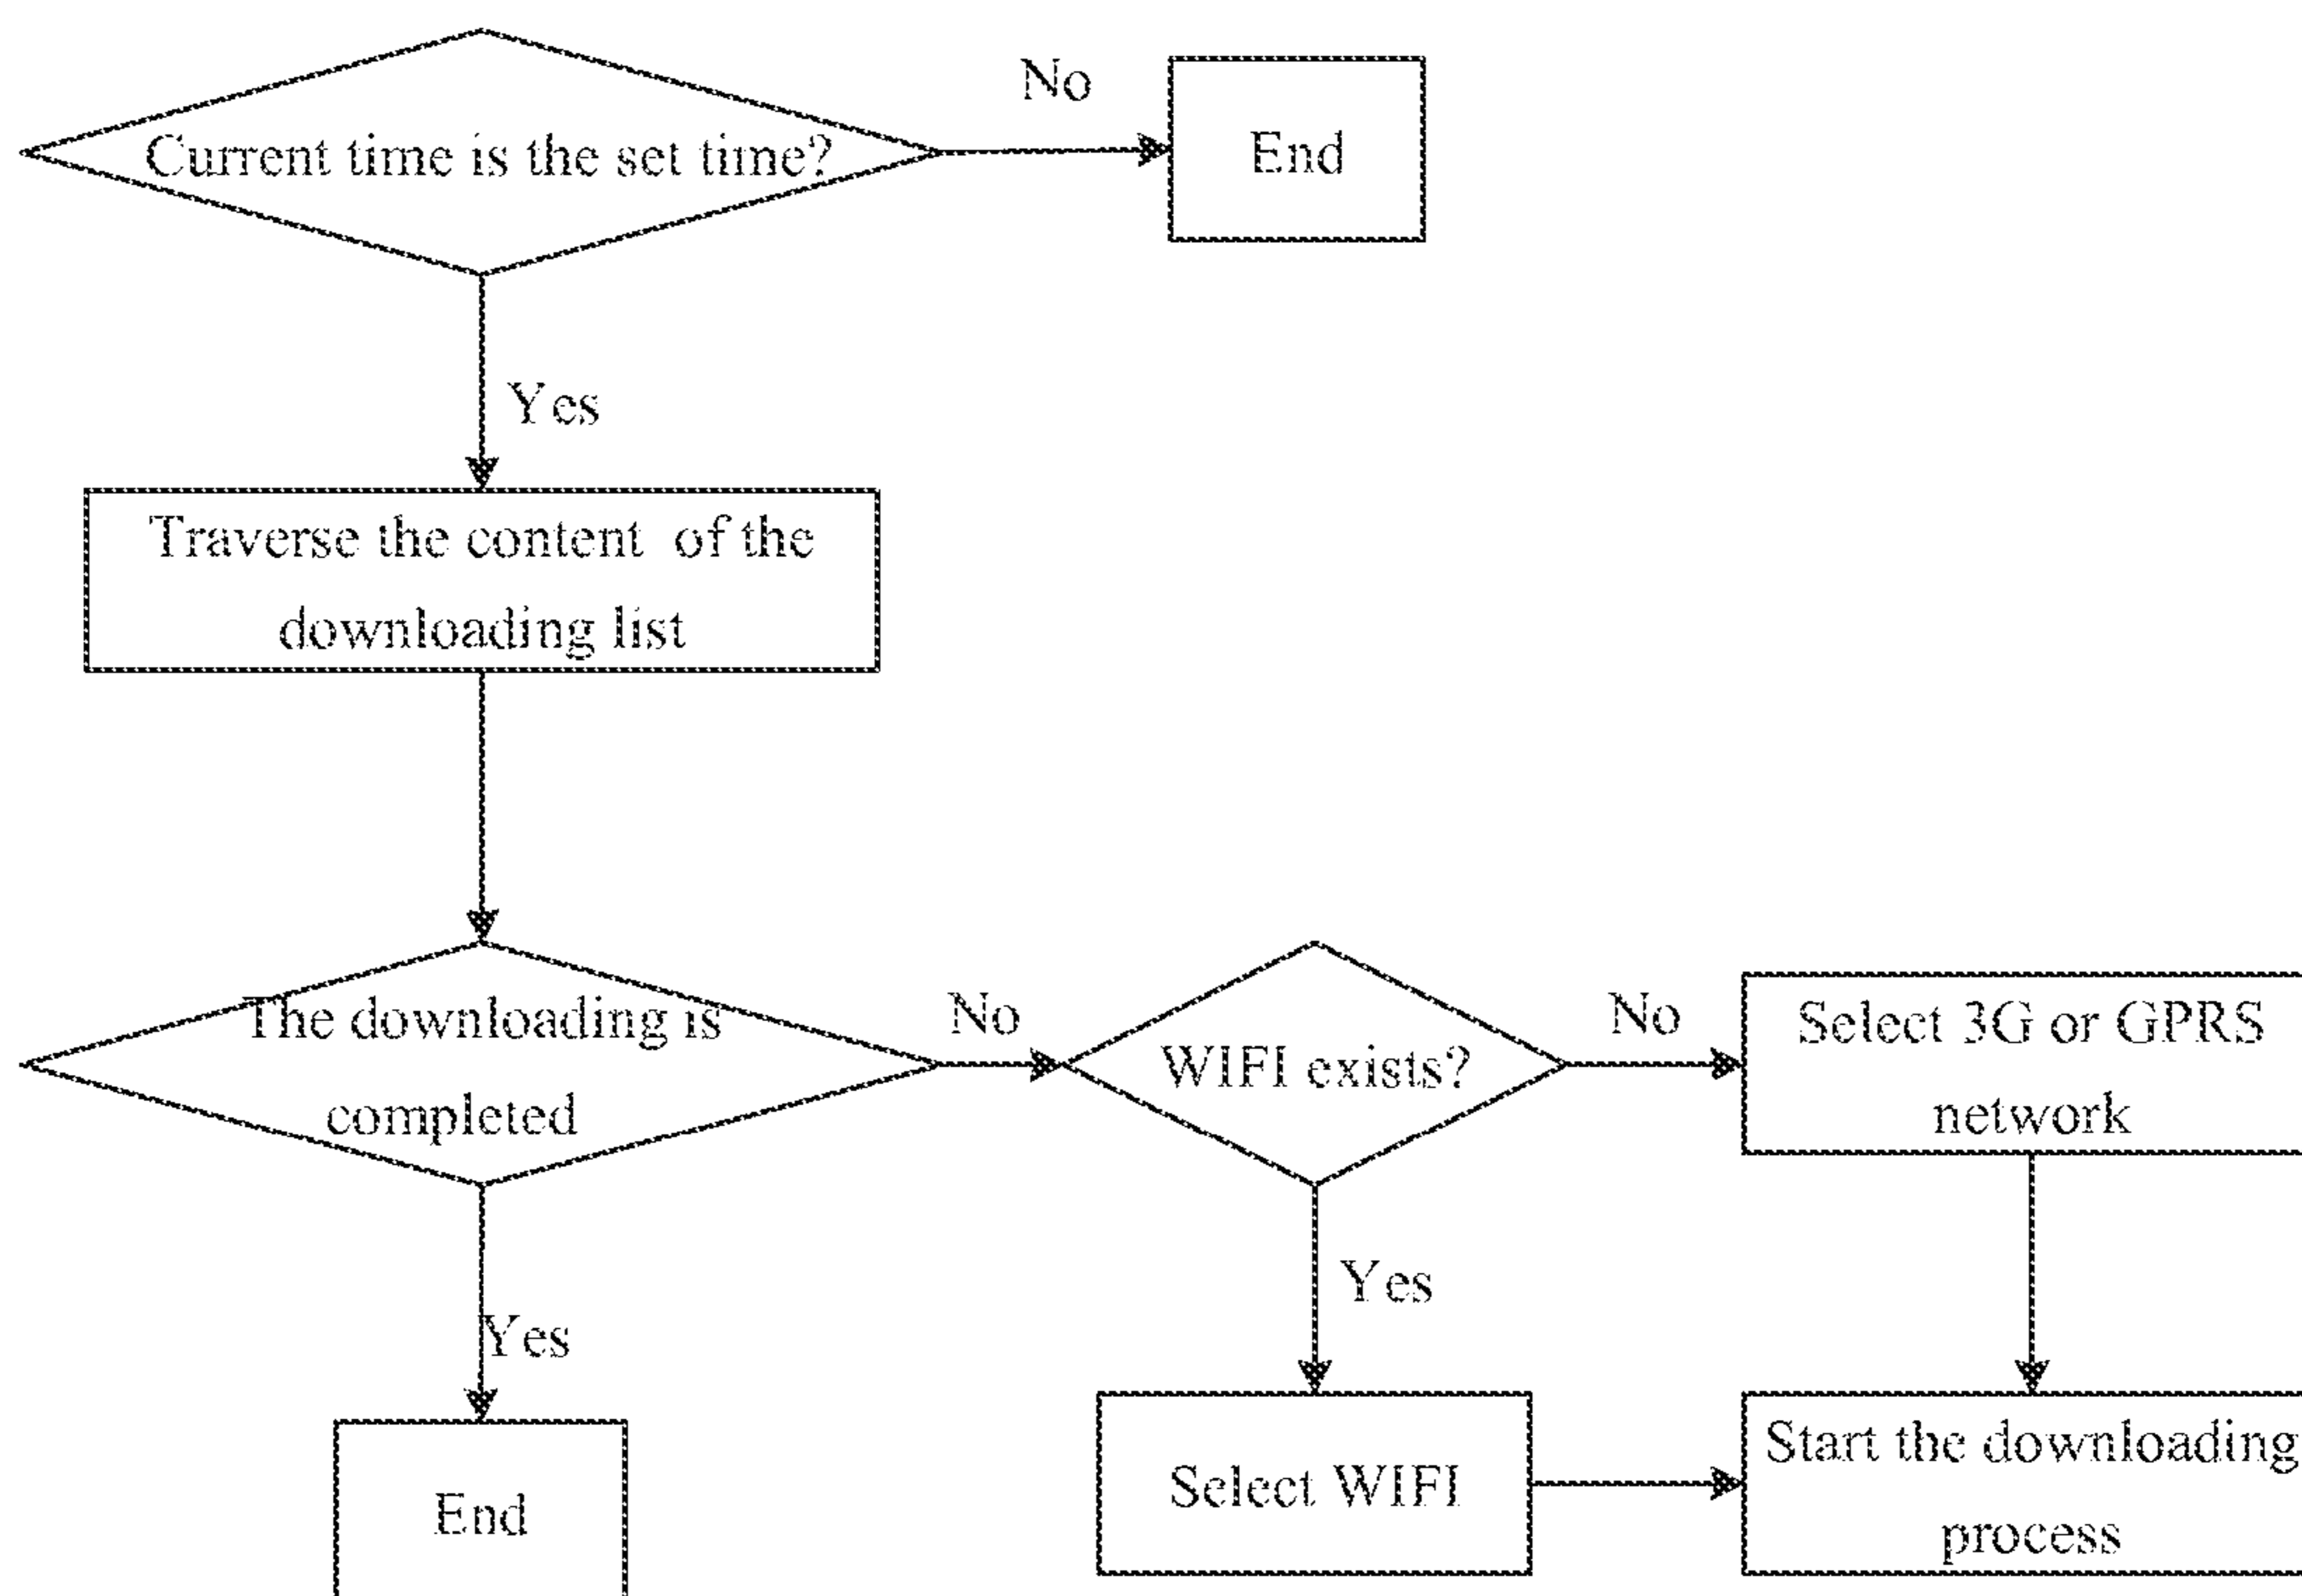 Current time is the set time?
No
End
Yes
Traverse the content of the
downloading list
The downloading is
completed
No
WIFI exists?
No
Select 3G or GPRS
network
Yes
Yes
End
Select WIFI
Start the downloading
process